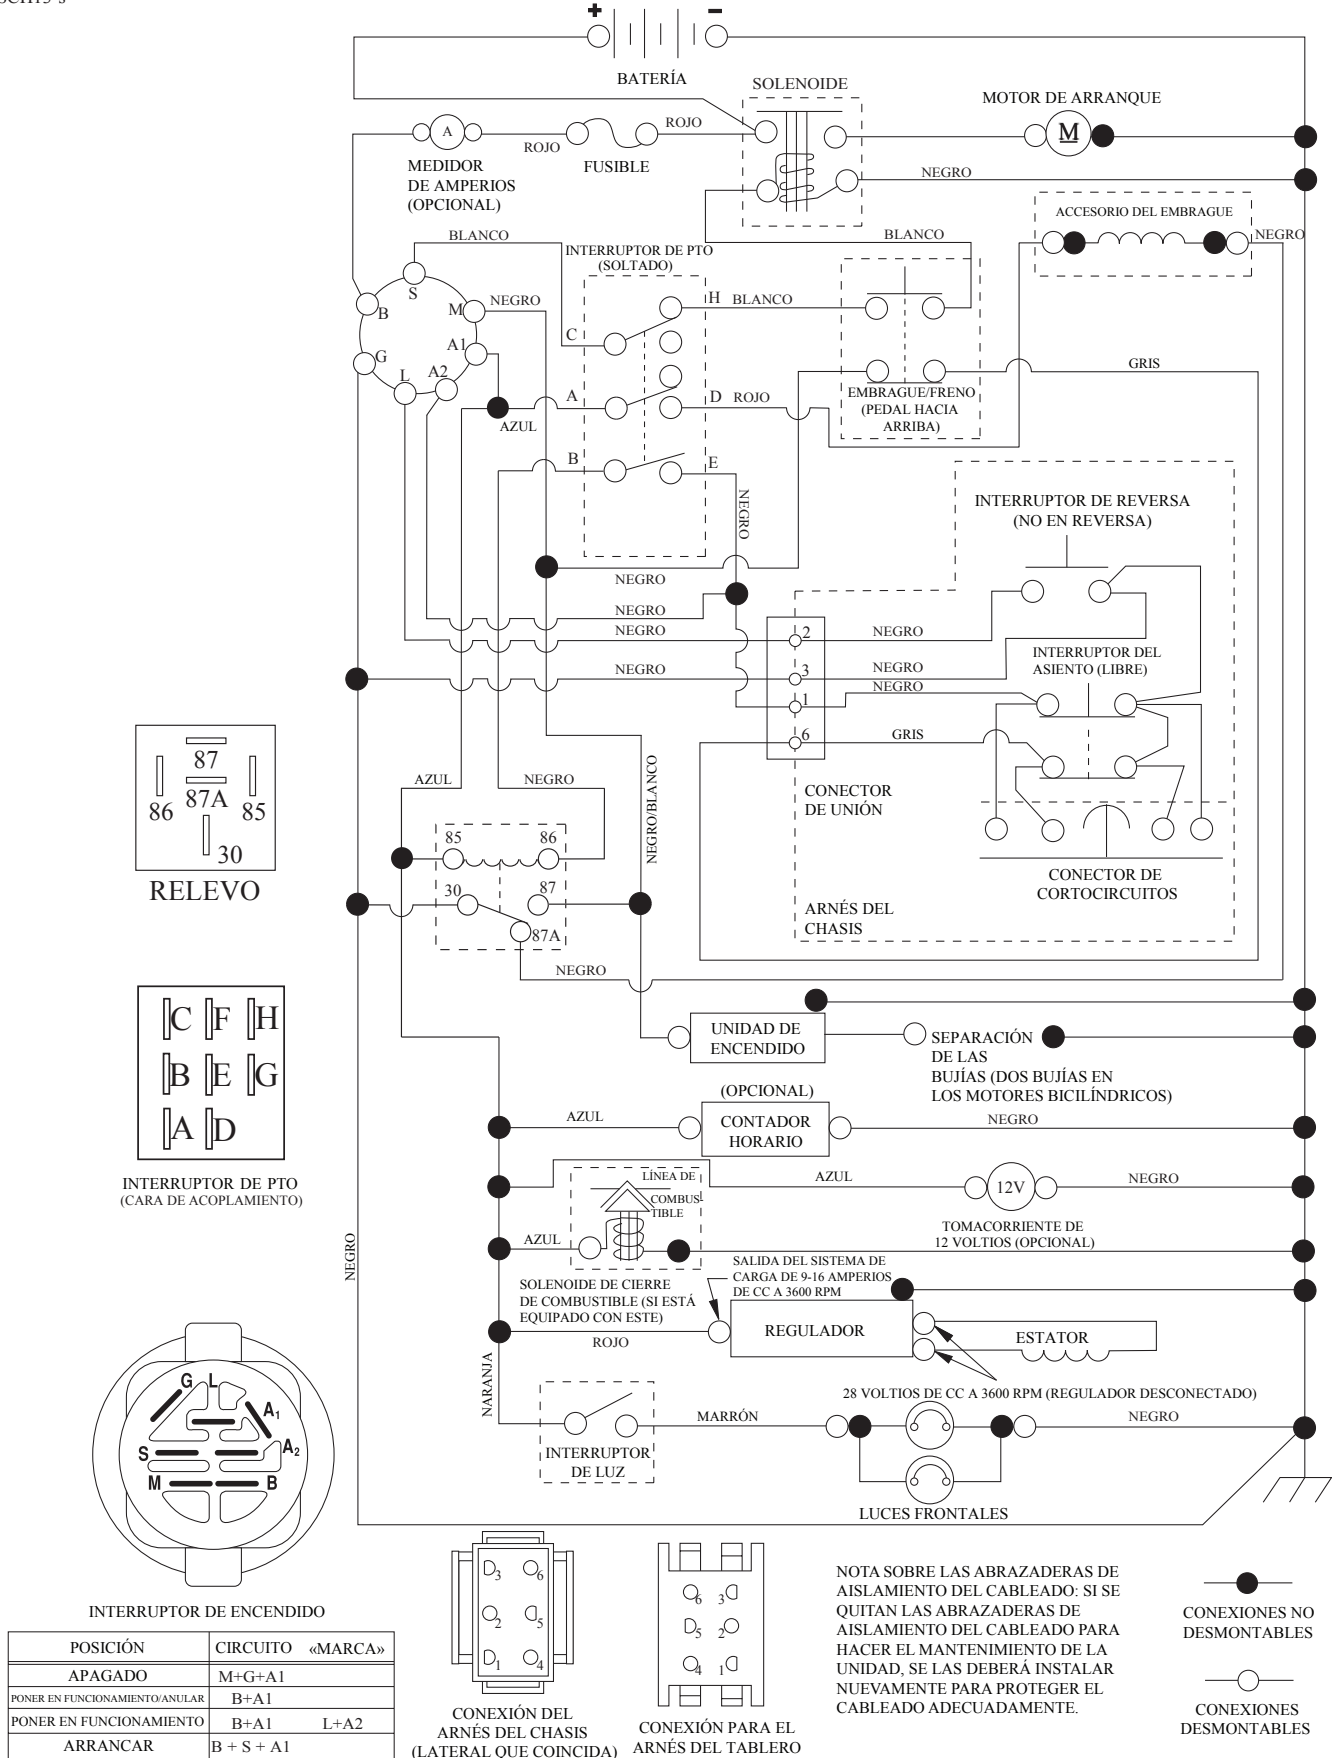 + −
BATERÍA
SOLENOIDE
MOTOR DE ARRANQUE
M
A
ROJO
ROJO
FUSIBLE
MEDIDOR
DE AMPERIOS
(OPCIONAL)
NEGRO
ACCESORIO DEL EMBRAGUE
NEGRO
BLANCO
INTERRUPTOR DE PTO
(SOLTADO)
BLANCO
S
B
M
NEGRO
G
A1
A2
L
H
BLANCO
C
A
D
ROJO
B
E
AZUL
EMBRAGUE/FRENO
(PEDAL HACIA
ARRIBA)
GRIS
NEGRO
INTERRUPTOR DE REVERSA
(NO EN REVERSA)
NEGRO
NEGRO
NEGRO
2
NEGRO
INTERRUPTOR DEL
ASIENTO (LIBRE)
NEGRO
3
NEGRO
NEGRO
1
6
GRIS
CONECTOR
DE UNIÓN
CONECTOR DE
CORTOCIRCUITOS
ARNÉS DEL
CHASIS
87
87A
86
85
30
RELEVO
AZUL
NEGRO
NEGRO/BLANCO
85
86
30
87
87A
NEGRO
C F H
B E G
A D
INTERRUPTOR DE PTO
(CARA DE ACOPLAMIENTO)
UNIDAD DE
ENCENDIDO
SEPARACIÓN
DE LAS
BUJÍAS (DOS BUJÍAS EN
LOS MOTORES BICILÍNDRICOS)
(OPCIONAL)
AZUL
CONTADOR
HORARIO
NEGRO
LÍNEA DE
COMBUS-
TIBLE
AZUL
12V
NEGRO
TOMACORRIENTE DE
12 VOLTIOS (OPCIONAL)
AZUL
NEGRO
SOLENOIDE DE CIERRE
DE COMBUSTIBLE (SI ESTÁ
EQUIPADO CON ESTE)
SALIDA DEL SISTEMA DE
CARGA DE 9-16 AMPERIOS
DE CC A 3600 RPM
ROJO
REGULADOR
ESTATOR
28 VOLTIOS DE CC A 3600 RPM (REGULADOR DESCONECTADO)
NARANJA
INTERRUPTOR
DE LUZ
MARRÓN
NEGRO
LUCES FRONTALES
G L
A1
A2
S
M
B
INTERRUPTOR DE ENCENDIDO
POSICIÓN CIRCUITO «MARCA»
APAGADO M+G+A1
PONER EN FUNCIONAMIENTO/ANULAR B+A1
PONER EN FUNCIONAMIENTO B+A1 L+A2
ARRANCAR B + S + A1
3 6
2 5
1 4
CONEXIÓN DEL
ARNÉS DEL CHASIS
(LATERAL QUE COINCIDA)
6 3
5 2
4 1
CONEXIÓN PARA EL
ARNÉS DEL TABLERO
NOTA SOBRE LAS ABRAZADERAS DE
AISLAMIENTO DEL CABLEADO: SI SE
QUITAN LAS ABRAZADERAS DE
AISLAMIENTO DEL CABLEADO PARA
HACER EL MANTENIMIENTO DE LA
UNIDAD, SE LAS DEBERÁ INSTALAR
NUEVAMENTE PARA PROTEGER EL
CABLEADO ADECUADAMENTE.
CONEXIONES NO
DESMONTABLES
CONEXIONES
DESMONTABLES